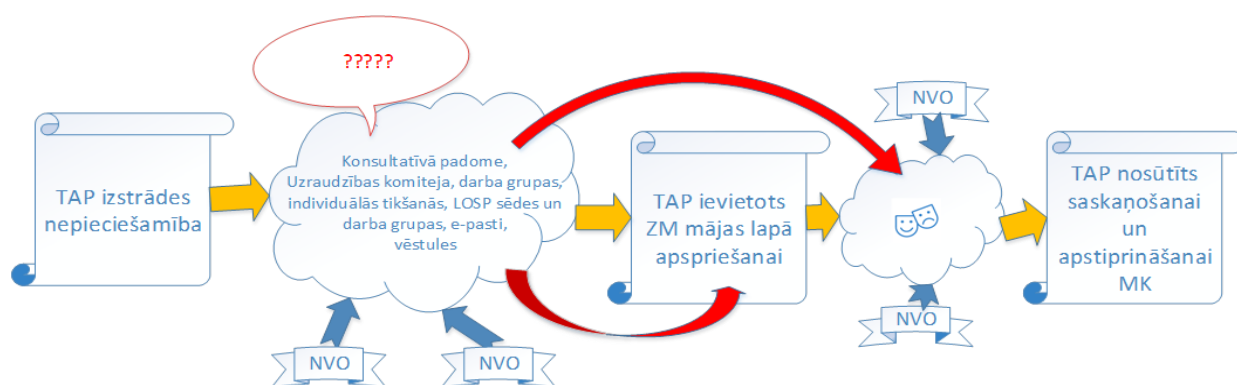 ?????
TAP izstrādes
nepieciešamība
Konsultatīvā padome,
Uzraudzības komiteja, darba grupas,
individuālās tikšanās, LOSP sēdes un
darba grupas, e-pasti,
vēstules
NVO
NVO
TAP ievietots
ZM mājas lapā
apspriešanai
NVO
NVO
TAP nosūtīts
saskaņošanai
un
apstiprināšanai
MK